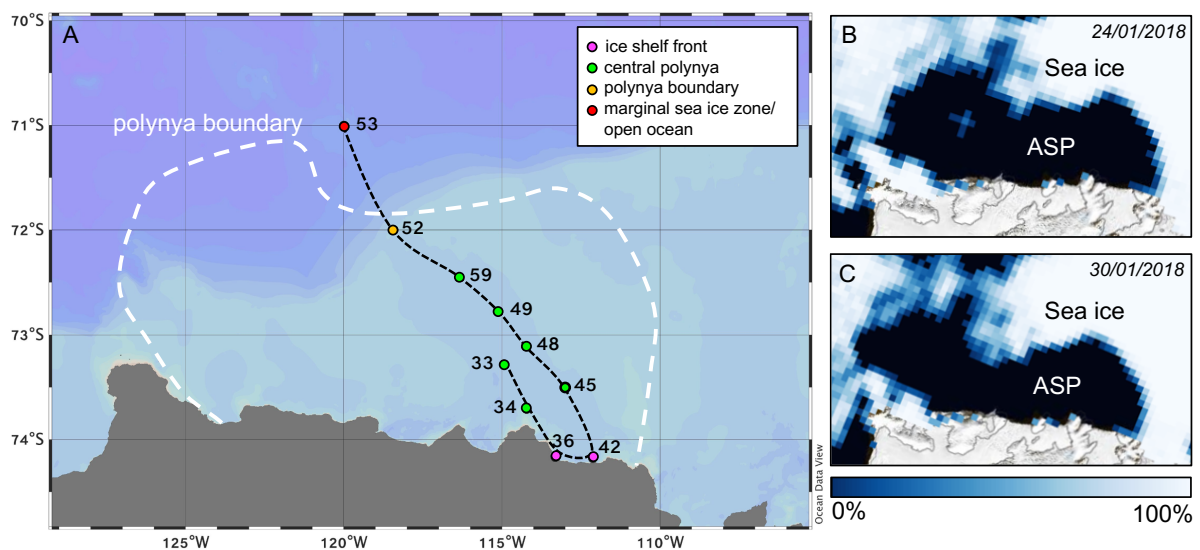 A
70°S
71°S
72°S
73°S
74°S
125°W
120°W
115°W
110°W
ice shelf front
central polynya
polynya boundary
marginal sea ice zone/
open ocean
polynya boundary
53
52
59
49
48
33
45
34
36
42
Ocean Data View
B
24/01/2018
Sea ice
ASP
C
30/01/2018
Sea ice
ASP
0%
100%